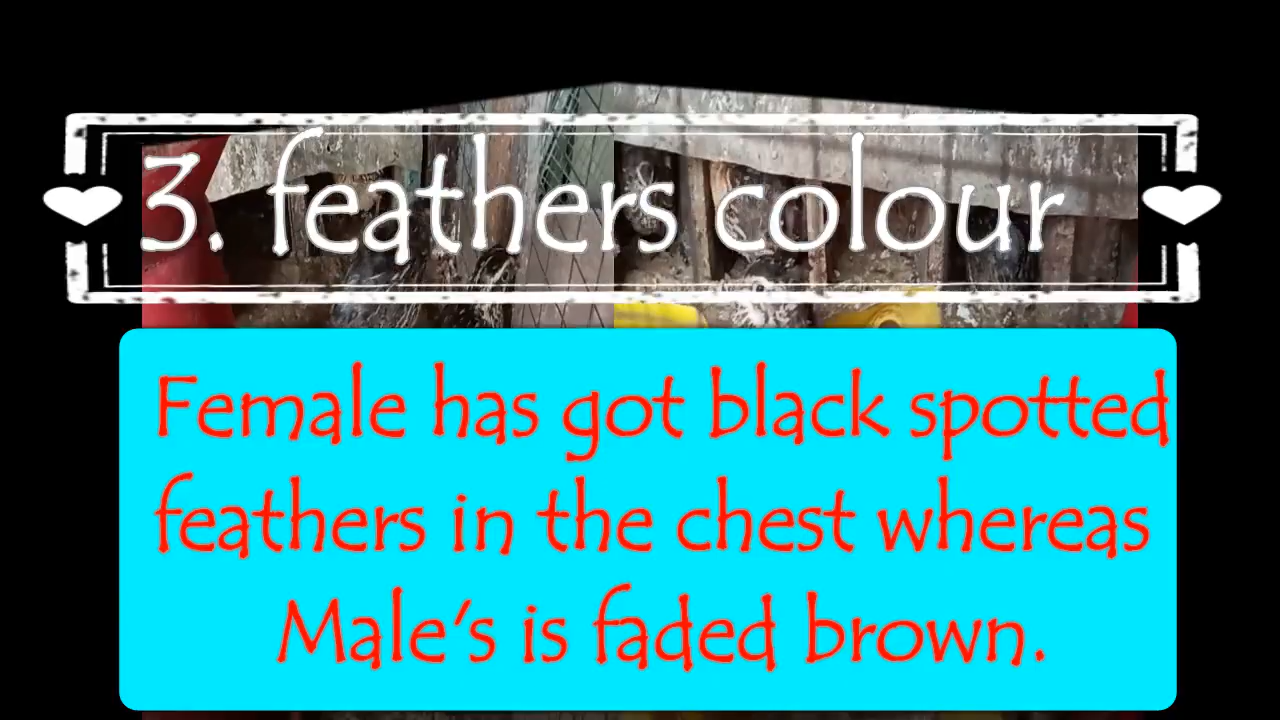 3. feathers colour
Female has got black spotted
feathers in the chest whereas
Male's is faded brown.